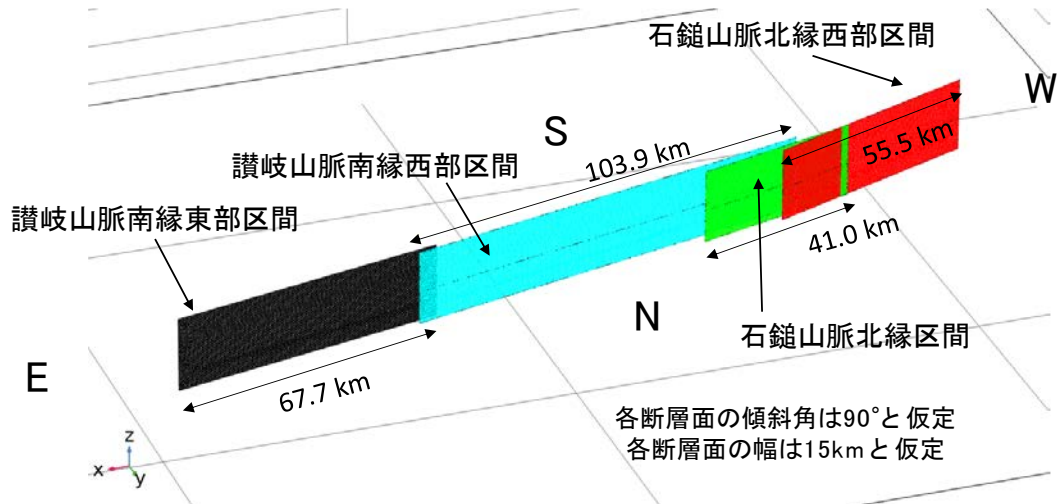 石鎚山脈北縁西部区間
W
S
55.5 km
103.9 km
讃岐山脈南縁西部区間
讃岐山脈南縁東部区間
41.0 km
N
石鎚山脈北縁区間
E
67.7 km
各断層面の傾斜角は90°と仮定
各断層面の幅は15kmと仮定
z
x
y